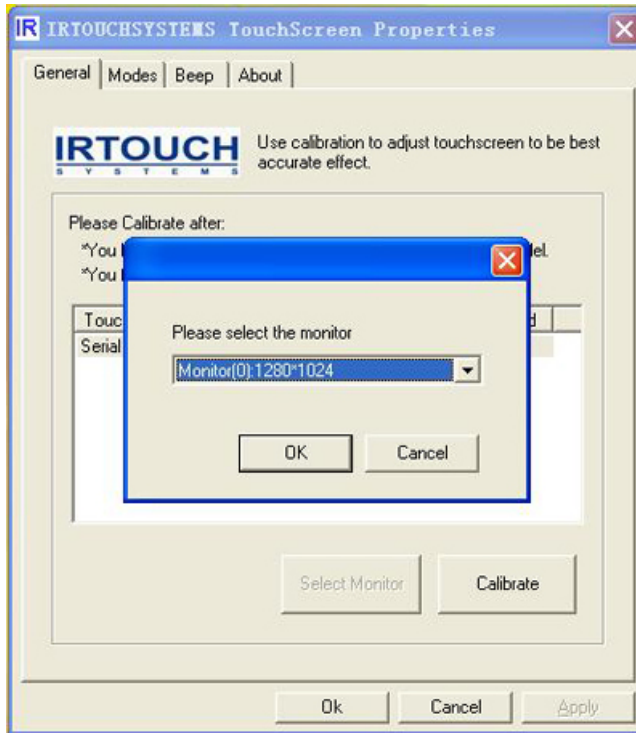 IR IRTOUCHSYSTEMS TouchScreen Properties
General Modes Beep About
IRTOUCH
SYSTEMS
Use calibration to adjust touchscreen to be best
accurate effect.
Please Calibrate after:
*You
*You
Please select the monitor
Monitor(0):1280*1024
OK Cancel
Serial
Select Monitor Calibrate
Ok Cancel Apply